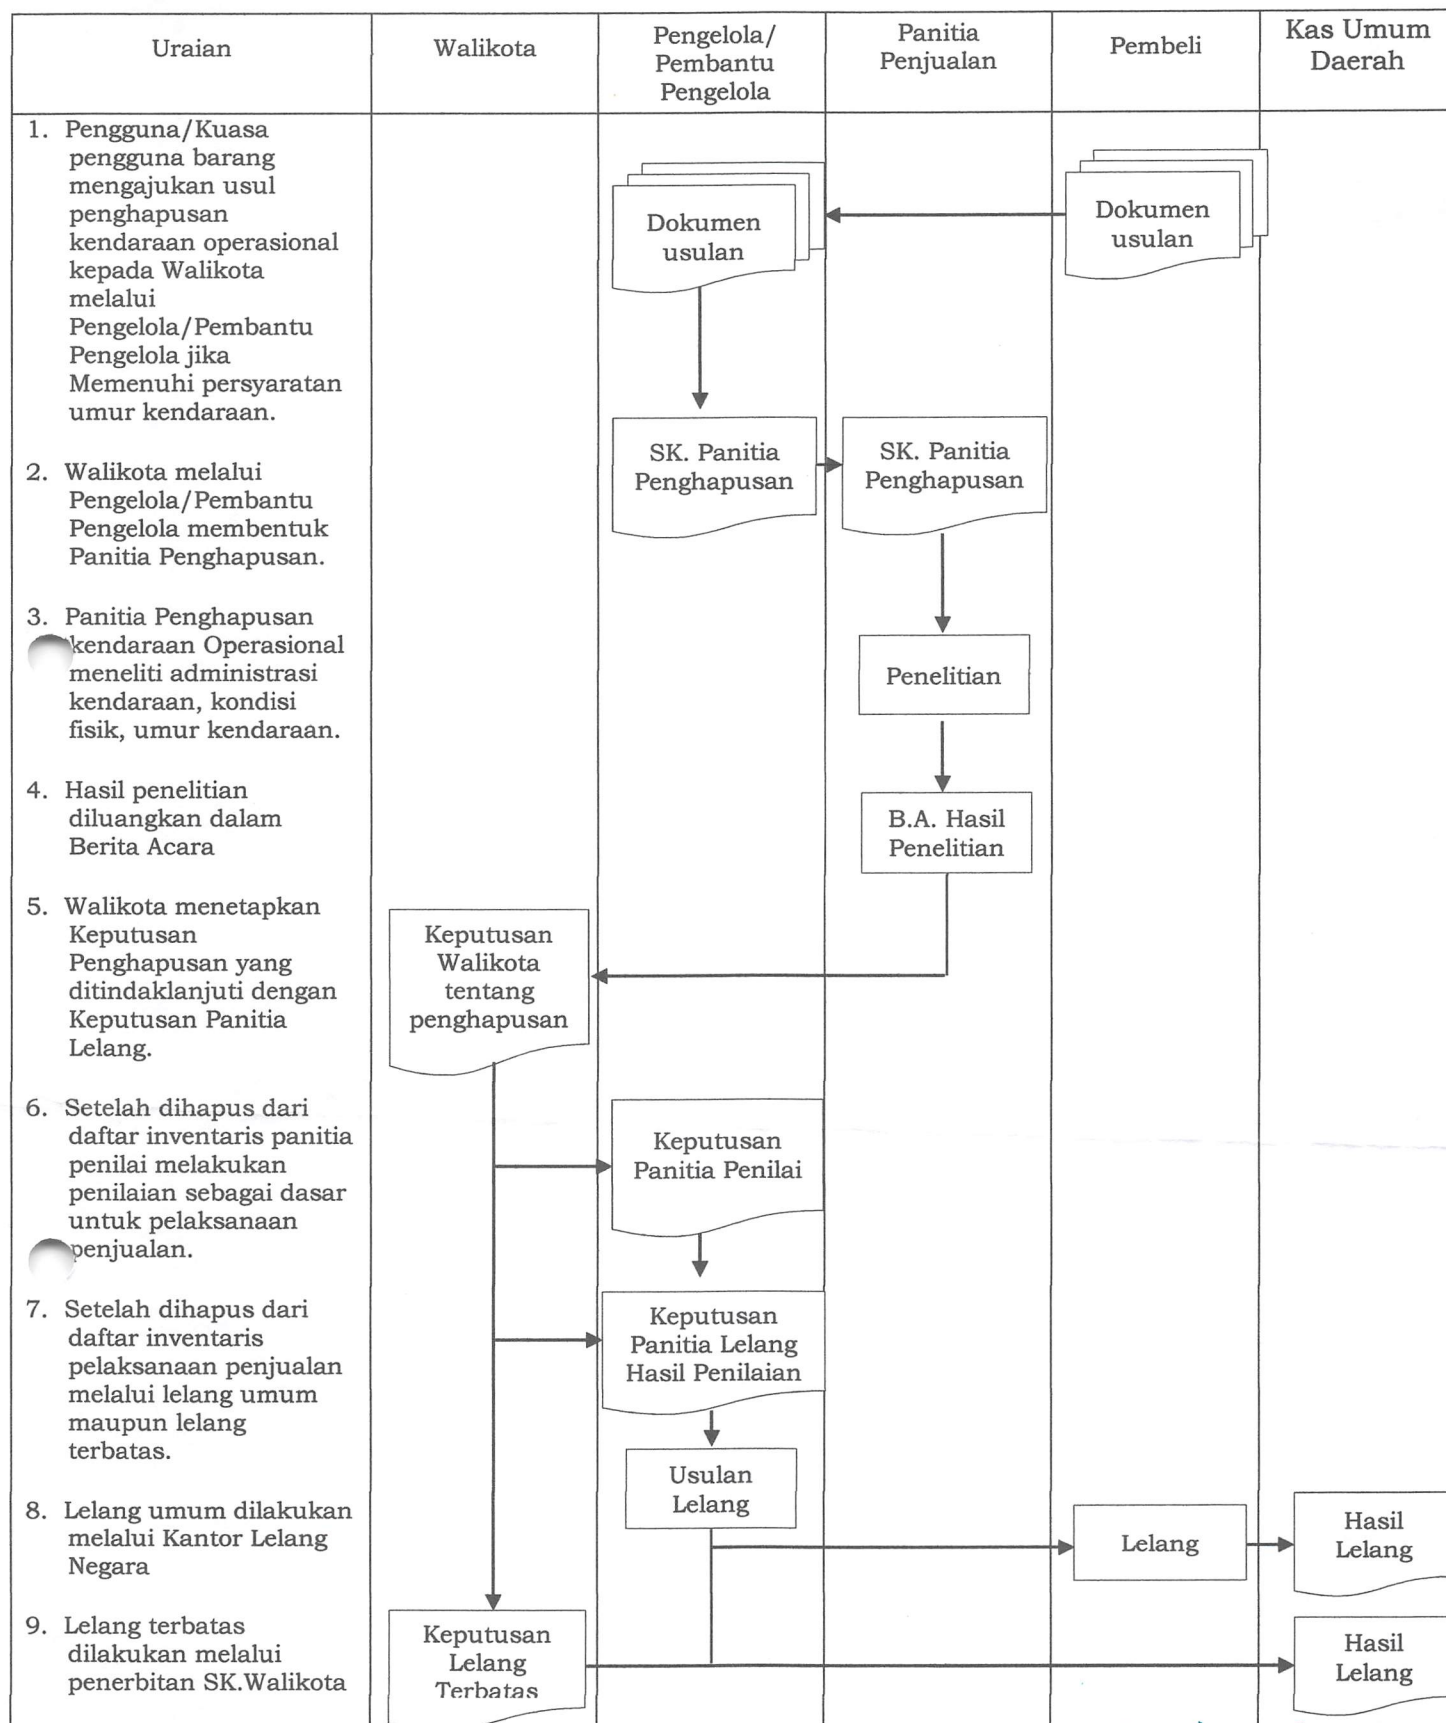 Uraian
Walikota
Pengelola/
Pembantu
Pengelola
Panitia
Penjualan
Pembeli
Kas Umum
Daerah
1. Pengguna/Kuasa
pengguna barang
mengajukan usul
penghapusan
kendaraan operasional
kepada Walikota
melalui
Pengelola/Pembantu
Pengelola jika
Memenuhi persyaratan
umur kendaraan.
Dokumen
usulan
Dokumen
usulan
2. Walikota melalui
Pengelola/Pembantu
Pengelola membentuk
Panitia Penghapusan.
SK. Panitia
Penghapusan
SK. Panitia
Penghapusan
3. Panitia Penghapusan
kendaraan Operasional
meneliti administrasi
kendaraan, kondisi
fisik, umur kendaraan.
Penelitian
4. Hasil penelitian
diluangkan dalam
Berita Acara
B.A. Hasil
Penelitian
5. Walikota menetapkan
Keputusan
Penghapusan yang
ditindaklanjuti dengan
Keputusan Panitia
Lelang.
Keputusan
Walikota
tentang
penghapusan
6. Setelah dihapus dari
daftar inventaris panitia
penilai melakukan
penilaian sebagai dasar
untuk pelaksanaan
penjualan.
Keputusan
Panitia Penilai
7. Setelah dihapus dari
daftar inventaris
pelaksanaan penjualan
melalui lelang umum
maupun lelang
terbatas.
Keputusan
Panitia Lelang
Hasil Penilaian
Usulan
Lelang
8. Lelang umum dilakukan
melalui Kantor Lelang
Negara
Lelang
Hasil
Lelang
9. Lelang terbatas
dilakukan melalui
penerbitan SK.Walikota
Keputusan
Lelang
Terbatas
Hasil
Lelang